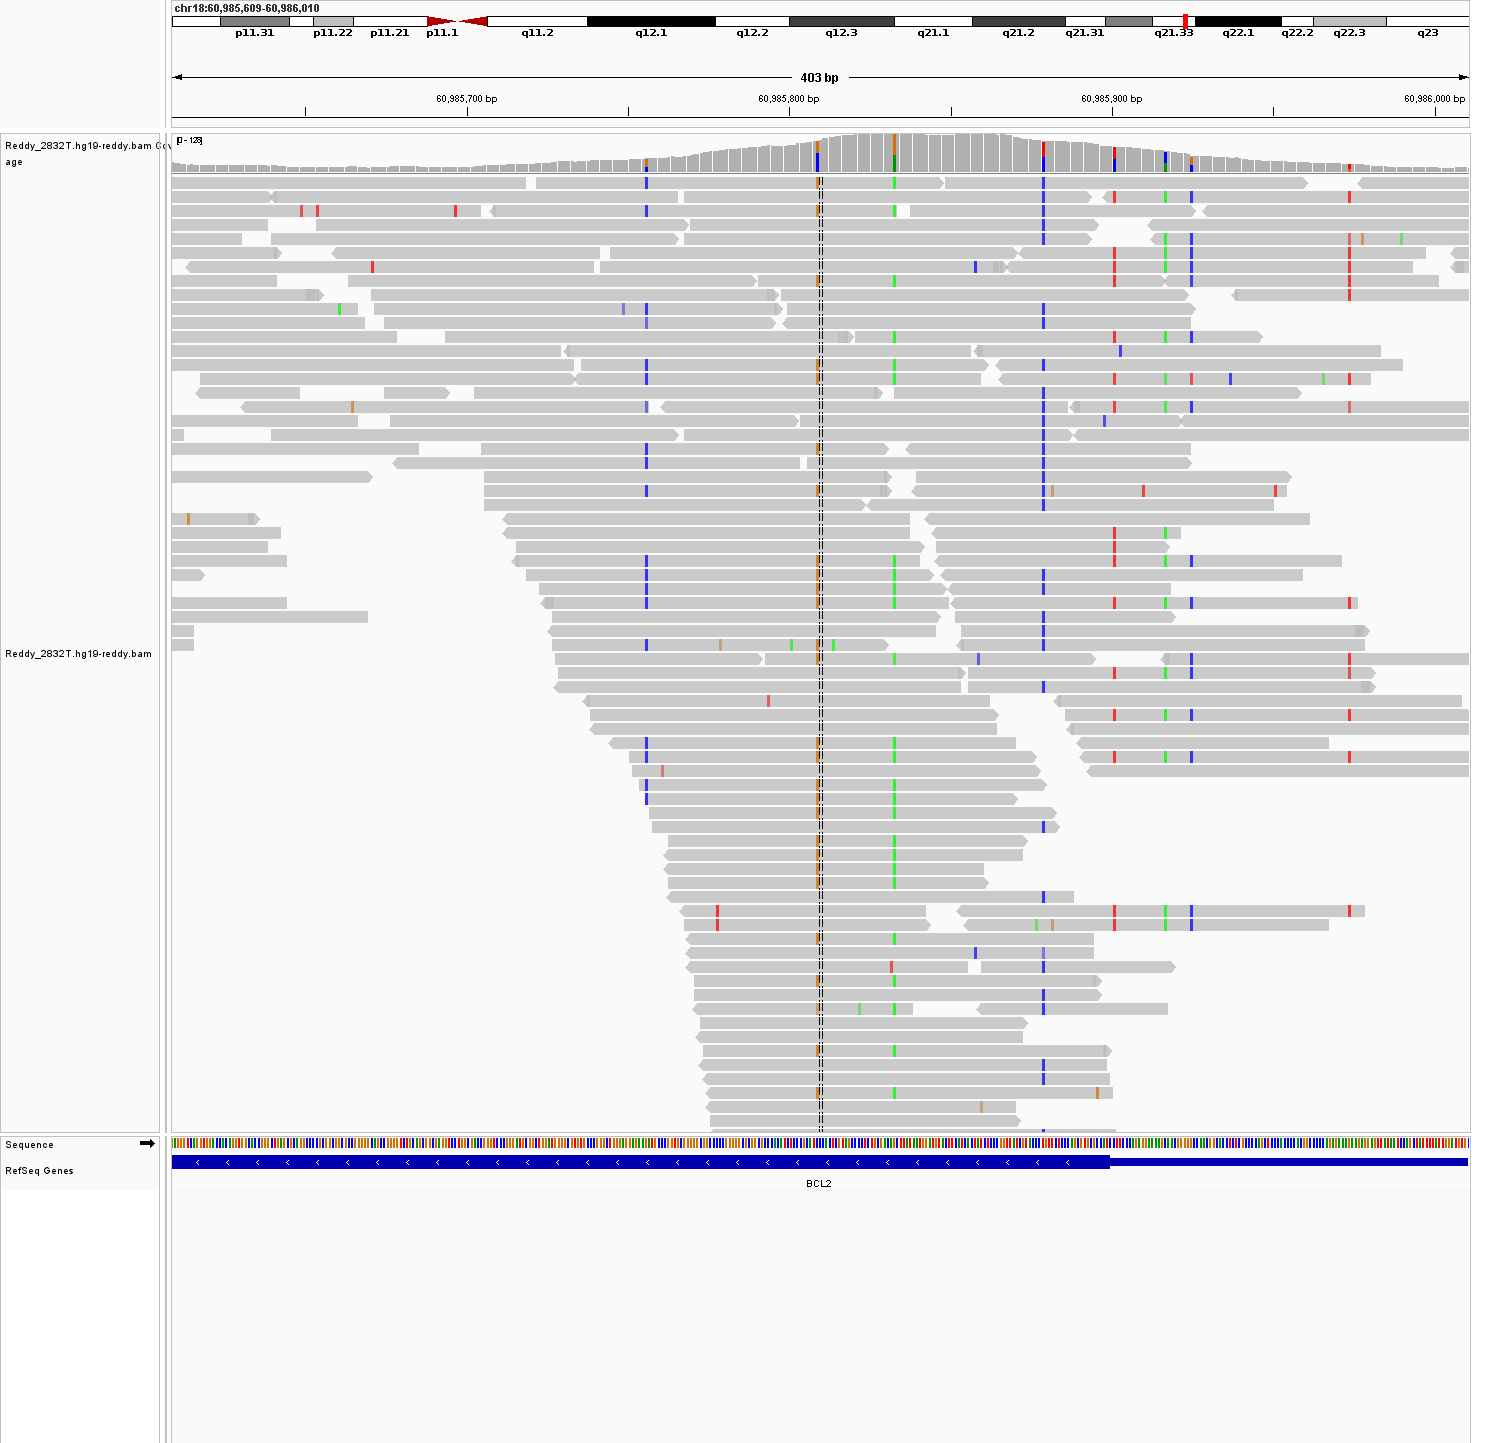 chr18:60,985,609-60,986,010
p11.31 p11.22 p11.21 p11.1 q11.2 q12.1 q12.2 q12.3 q21.1 q21.2 q21.31 q21.33 q22.1 q22.2 q22.3 q23
403 bp
60,985,700 bp 60,985,800 bp 60,985,900 bp 60,986,000 bp
Reddy_2832T.hg19-reddy.bam Cov
age
[0 - 128]
Reddy_2832T.hg19-reddy.bam
Sequence
RefSeq Genes
BCL2